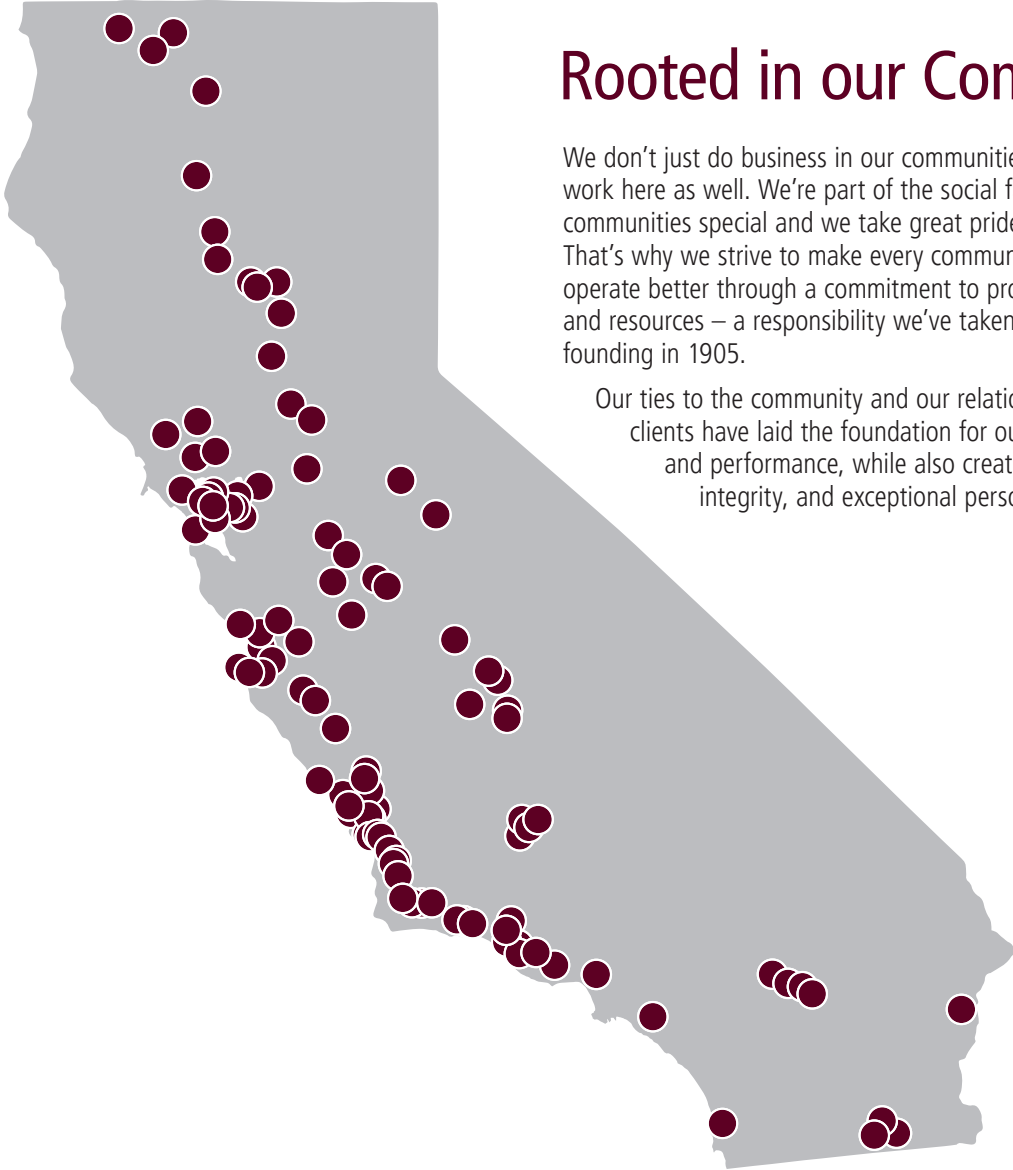 Rooted in our Com
We don’t just do business in our communitie
work here as well. We’re part of the social f
communities special and we take great pride
That’s why we strive to make every commun
operate better through a commitment to pro
and resources – a responsibility we’ve taken
founding in 1905.
Our ties to the community and our relatio
clients have laid the foundation for ou
and performance, while also creat
integrity, and exceptional perso